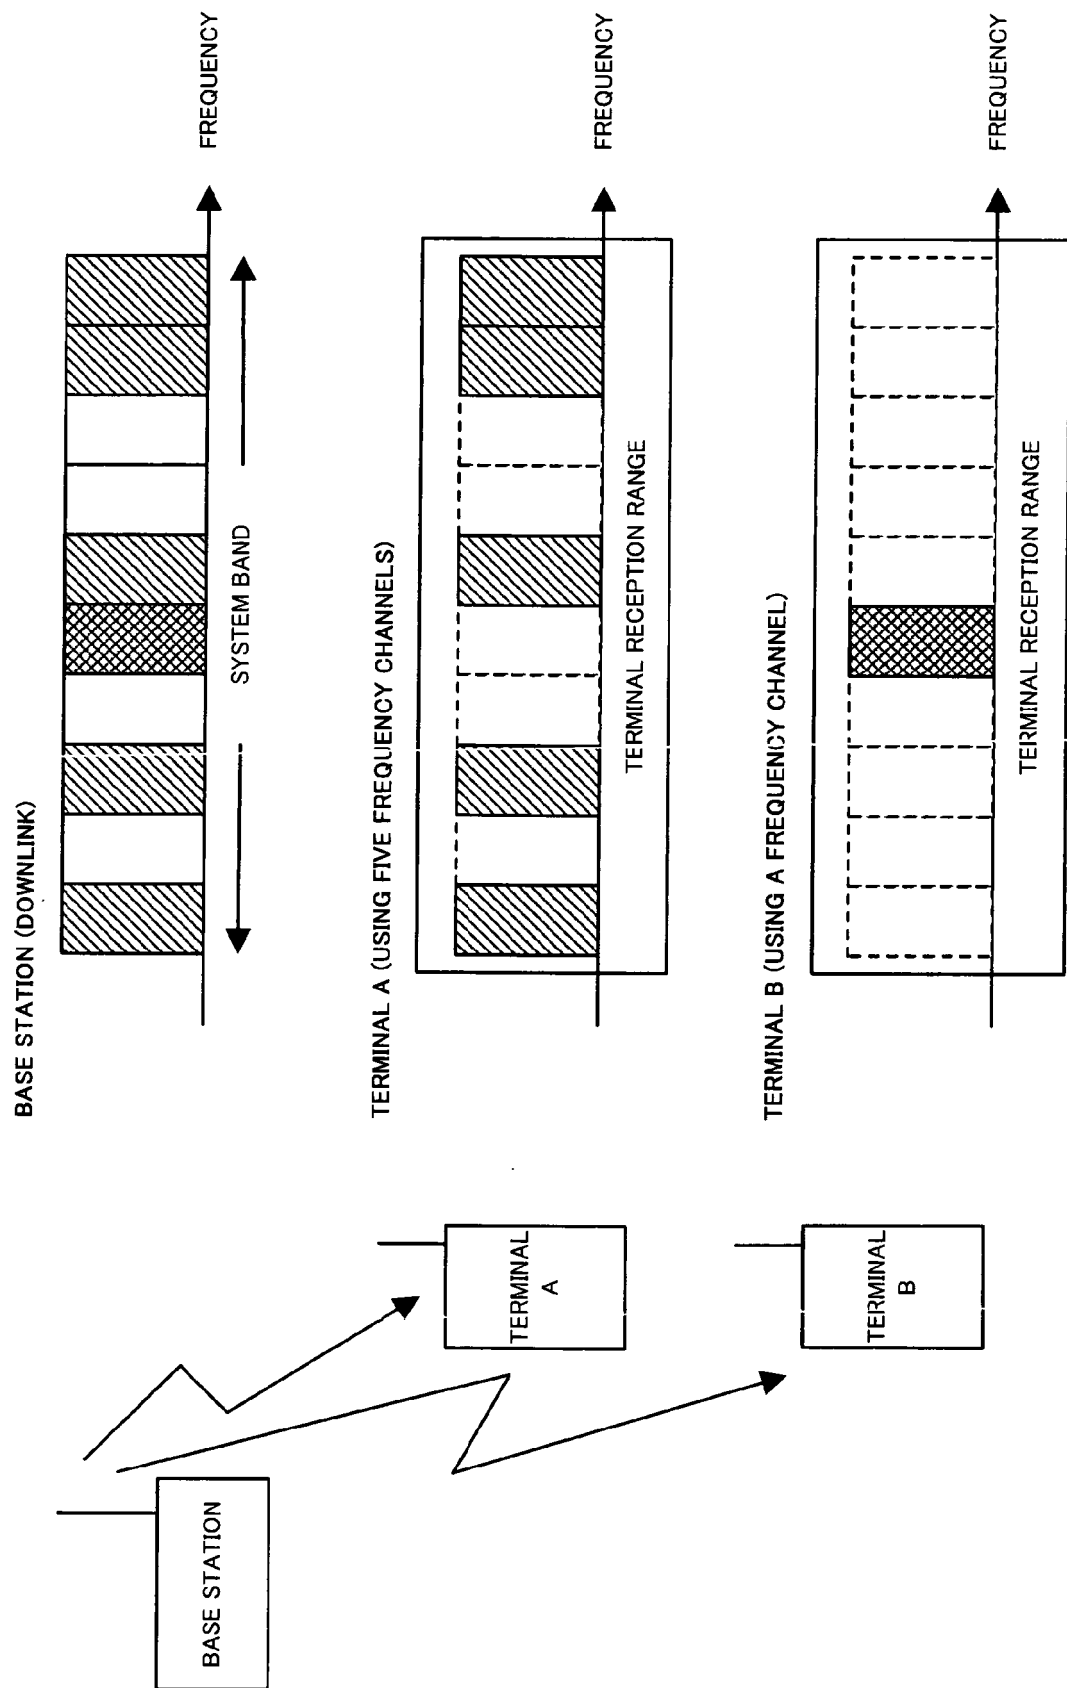 BASE STATION (DOWNLINK)
FREQUENCY
SYSTEM BAND
TERMINAL A (USING FIVE FREQUENCY CHANNELS)
FREQUENCY
TERMINAL RECEPTION RANGE
TERMINAL B (USING A FREQUENCY CHANNEL)
FREQUENCY
TERMINAL RECEPTION RANGE
BASE STATION
TERMINAL
A
TERMINAL
B